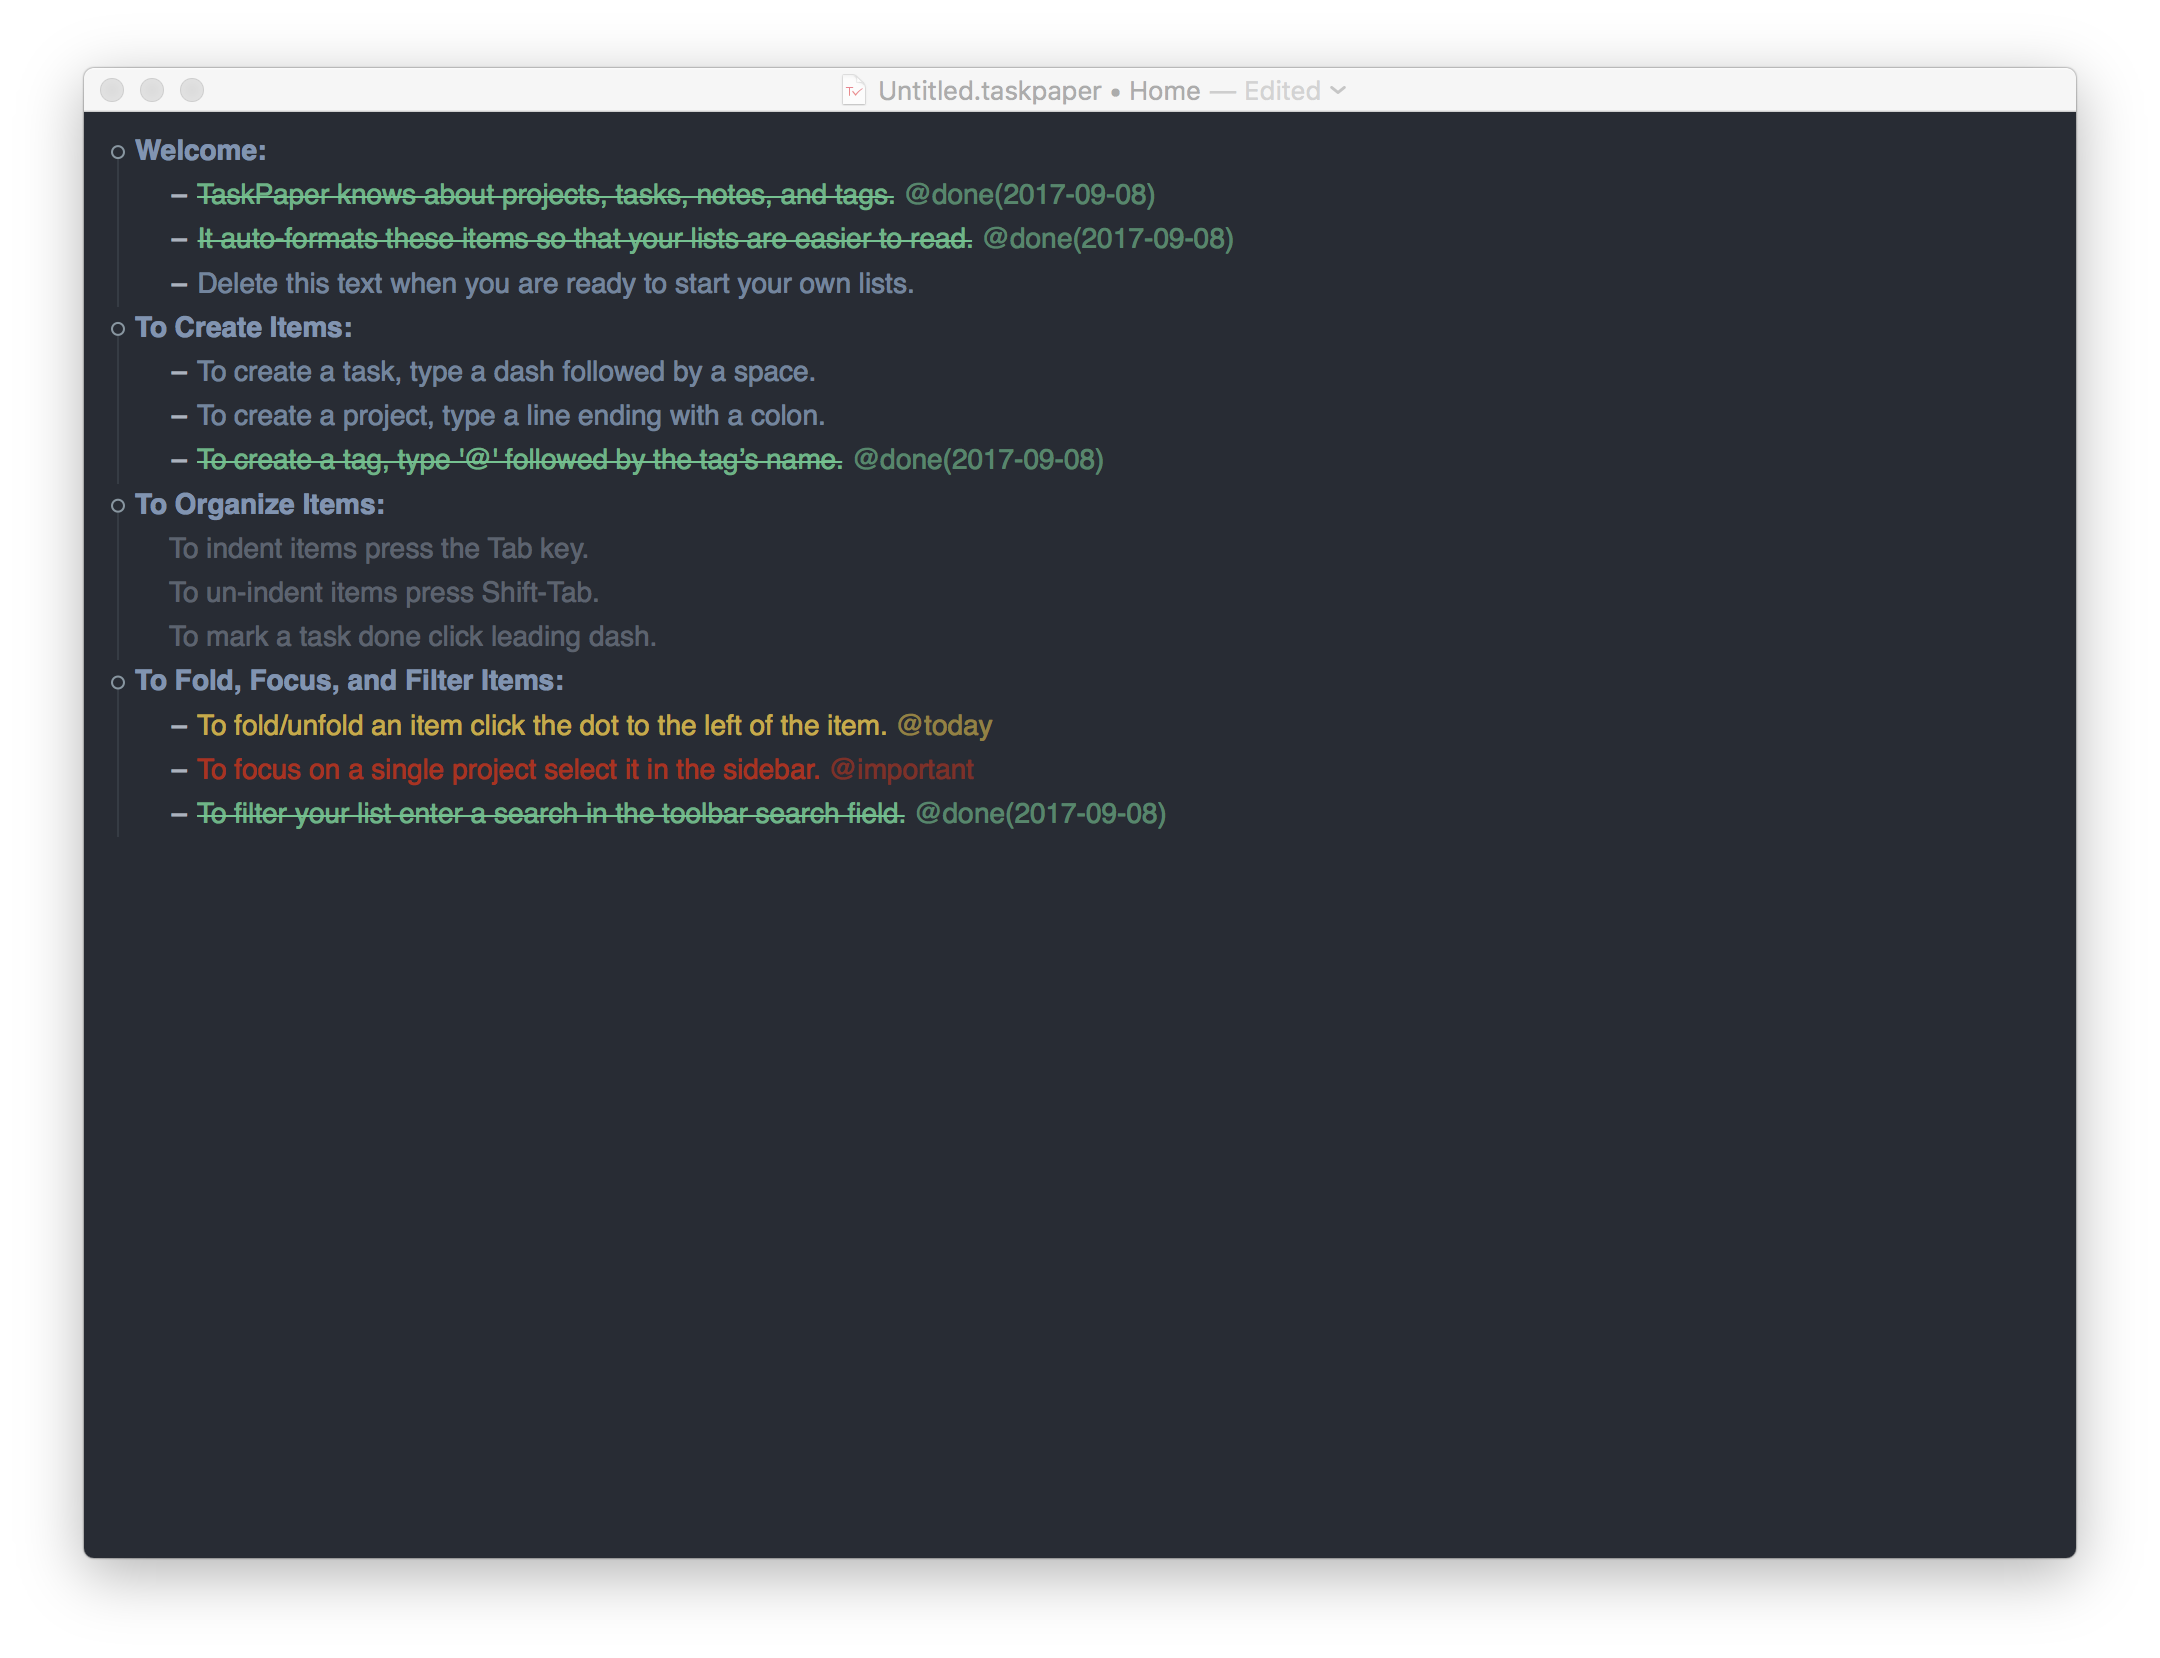 Untitled.taskpaper • Home — Edited
Welcome:
– TaskPaper knows about projects, tasks, notes, and tags. @done(2017-09-08)
– It auto-formats these items so that your lists are easier to read. @done(2017-09-08)
– Delete this text when you are ready to start your own lists.
To Create Items:
– To create a task, type a dash followed by a space.
– To create a project, type a line ending with a colon.
– To create a tag, type '@' followed by the tag’s name. @done(2017-09-08)
To Organize Items:
To indent items press the Tab key.
To un-indent items press Shift-Tab.
To mark a task done click leading dash.
To Fold, Focus, and Filter Items:
– To fold/unfold an item click the dot to the left of the item. @today
– To focus on a single project select it in the sidebar. @important
– To filter your list enter a search in the toolbar search field. @done(2017-09-08)